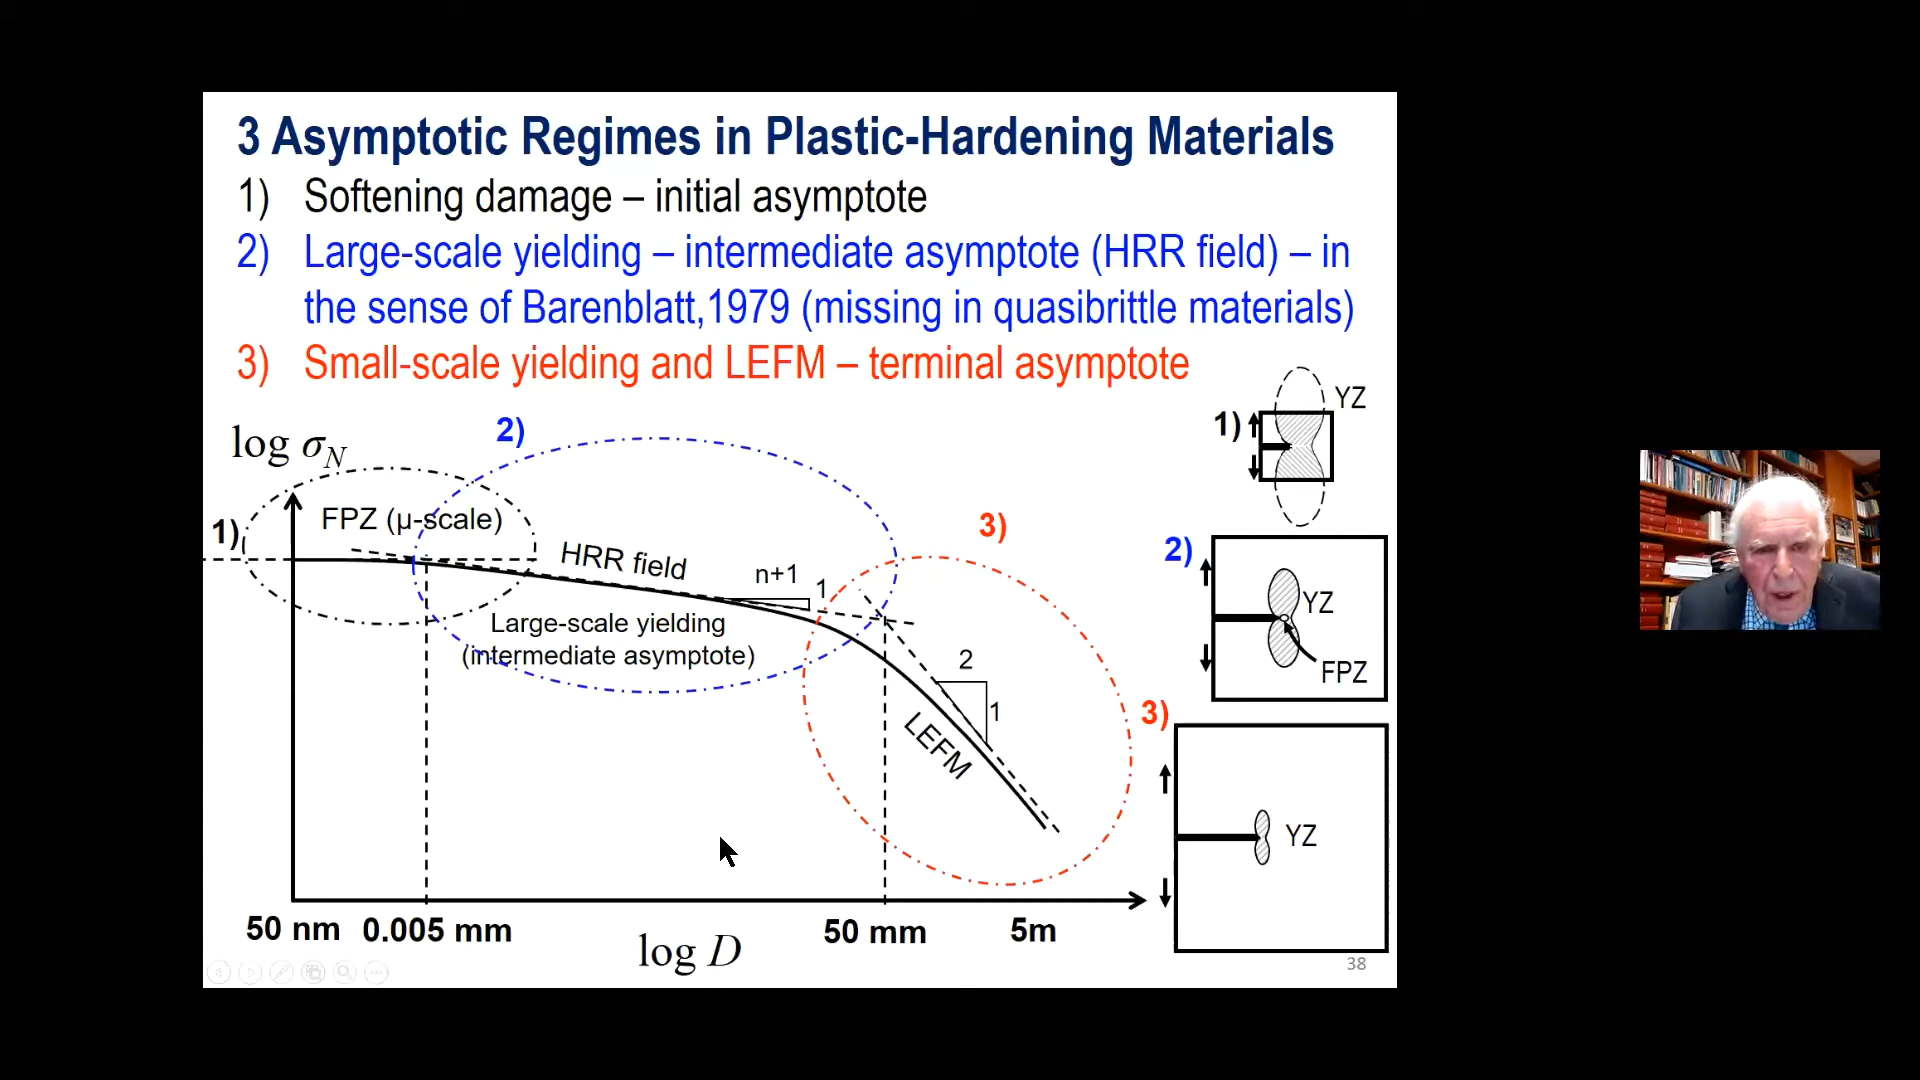 3 Asymptotic Regimes in Plastic-Hardening Materials
1) Softening damage – initial asymptote
2) Large-scale yielding – intermediate asymptote (HRR field) – in
the sense of Barenblatt,1979 (missing in quasibrittle materials)
3) Small-scale yielding and LEFM – terminal asymptote
log σN
2)
1)
FPZ (μ-scale)
HRR field
n+1
1
Large-scale yielding
(intermediate asymptote)
3)
2
1
LEFM
50 nm
0.005 mm
50 mm
5m
log D
1)
YZ
2)
YZ
FPZ
3)
YZ
38